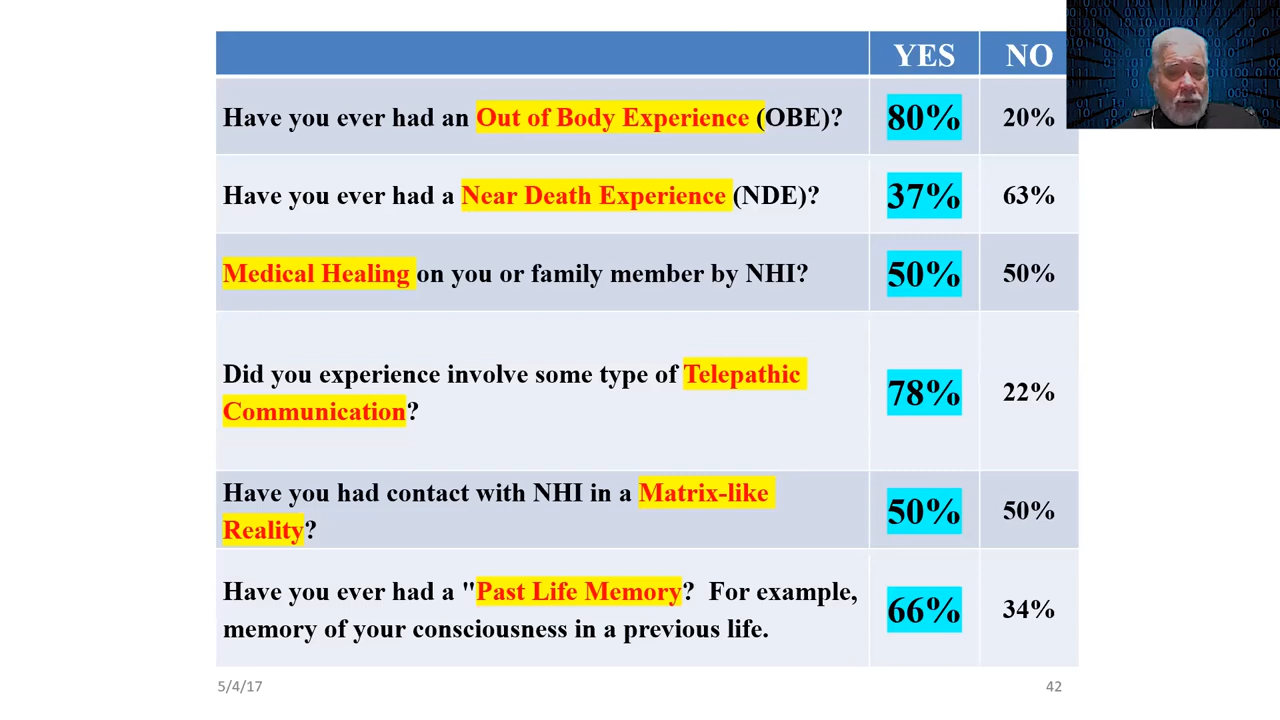 YES NO
Have you ever had an Out of Body Experience (OBE)? 80% 20%
Have you ever had a Near Death Experience (NDE)? 37% 63%
Medical Healing on you or family member by NHI? 50% 50%
Did you experience involve some type of Telepathic
Communication? 78% 22%
Have you had contact with NHI in a Matrix-like
Reality? 50% 50%
Have you ever had a "Past Life Memory? For example,
memory of your consciousness in a previous life. 66% 34%
5/4/17 42